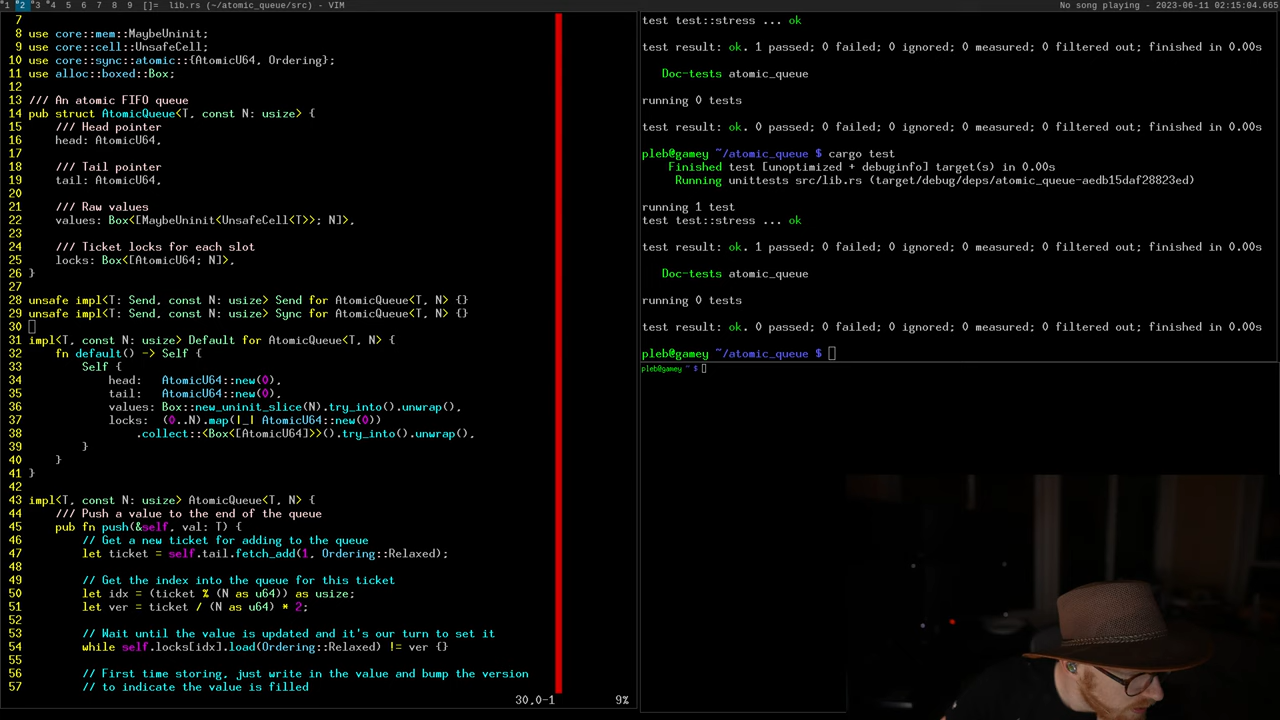 1 2 3 4 5 6 7 8 9 []= lib.rs (~/atomic_queue/src) - VIM
No song playing - 2023-06-11 02:15:04.665
7
8 use core::mem::MaybeUninit;
9 use core::cell::UnsafeCell;
10 use core::sync::atomic::{AtomicU64, Ordering};
11 use alloc::boxed::Box;
12
13 /// An atomic FIFO queue
14 pub struct AtomicQueue<T, const N: usize> {
15     /// Head pointer
16     head: AtomicU64,
17
18     /// Tail pointer
19     tail: AtomicU64,
20
21     /// Raw values
22     values: Box<[MaybeUninit<UnsafeCell<T>>; N]>,
23
24     /// Ticket locks for each slot
25     locks: Box<[AtomicU64; N]>,
26 }
27
28 unsafe impl<T: Send, const N: usize> Send for AtomicQueue<T, N> {}
29 unsafe impl<T: Send, const N: usize> Sync for AtomicQueue<T, N> {}
30
31 impl<T, const N: usize> Default for AtomicQueue<T, N> {
32     fn default() -> Self {
33         Self {
34             head:   AtomicU64::new(0),
35             tail:   AtomicU64::new(0),
36             values: Box::new_uninit_slice(N).try_into().unwrap(),
37             locks:  (0..N).map(|_| AtomicU64::new(0))
38                 .collect::<Box<[AtomicU64]>>().try_into().unwrap(),
39         }
40     }
41 }
42
43 impl<T, const N: usize> AtomicQueue<T, N> {
44     /// Push a value to the end of the queue
45     pub fn push(&self, val: T) {
46         // Get a new ticket for adding to the queue
47         let ticket = self.tail.fetch_add(1, Ordering::Relaxed);
48
49         // Get the index into the queue for this ticket
50         let idx = (ticket % (N as u64)) as usize;
51         let ver = ticket / (N as u64) * 2;
52
53         // Wait until the value is updated and it's our turn to set it
54         while self.locks[idx].load(Ordering::Relaxed) != ver {}
55
56         // First time storing, just write in the value and bump the version
57         // to indicate the value is filled
30,0-1 9%
test test::stress ... ok
test result: ok. 1 passed; 0 failed; 0 ignored; 0 measured; 0 filtered out; finished in 0.00s
Doc-tests atomic_queue
running 0 tests
test result: ok. 0 passed; 0 failed; 0 ignored; 0 measured; 0 filtered out; finished in 0.00s
pleb@gamey ~/atomic_queue $ cargo test
Finished test [unoptimized + debuginfo] target(s) in 0.00s
Running unittests src/lib.rs (target/debug/deps/atomic_queue-aedb15daf28823ed)
running 1 test
test test::stress ... ok
test result: ok. 1 passed; 0 failed; 0 ignored; 0 measured; 0 filtered out; finished in 0.00s
Doc-tests atomic_queue
running 0 tests
test result: ok. 0 passed; 0 failed; 0 ignored; 0 measured; 0 filtered out; finished in 0.00s
pleb@gamey ~/atomic_queue $
pleb@gamey ~ $